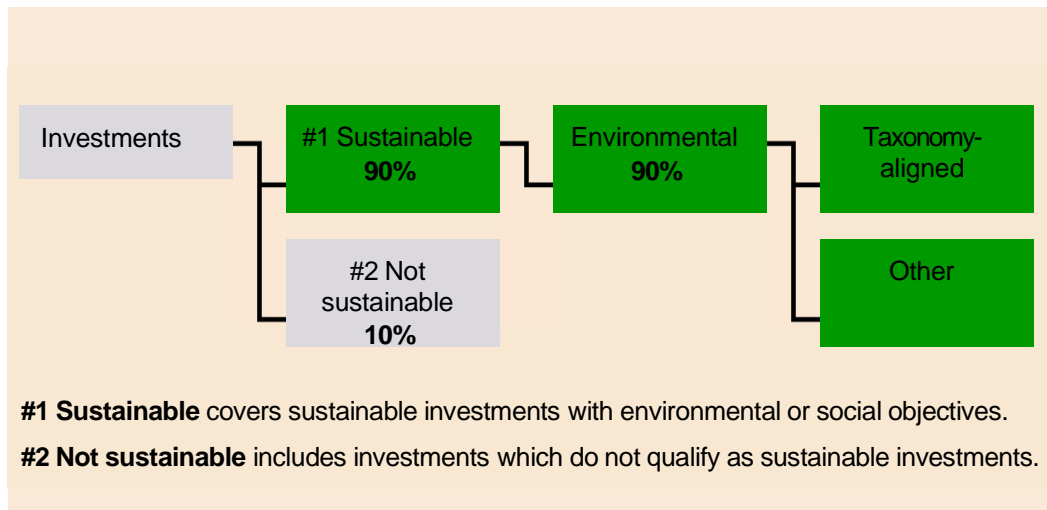 Investments
#1 Sustainable
90%
Environmental
90%
Taxonomy-
aligned
#2 Not
sustainable
10%
Other
#1 Sustainable covers sustainable investments with environmental or social objectives.
#2 Not sustainable includes investments which do not qualify as sustainable investments.